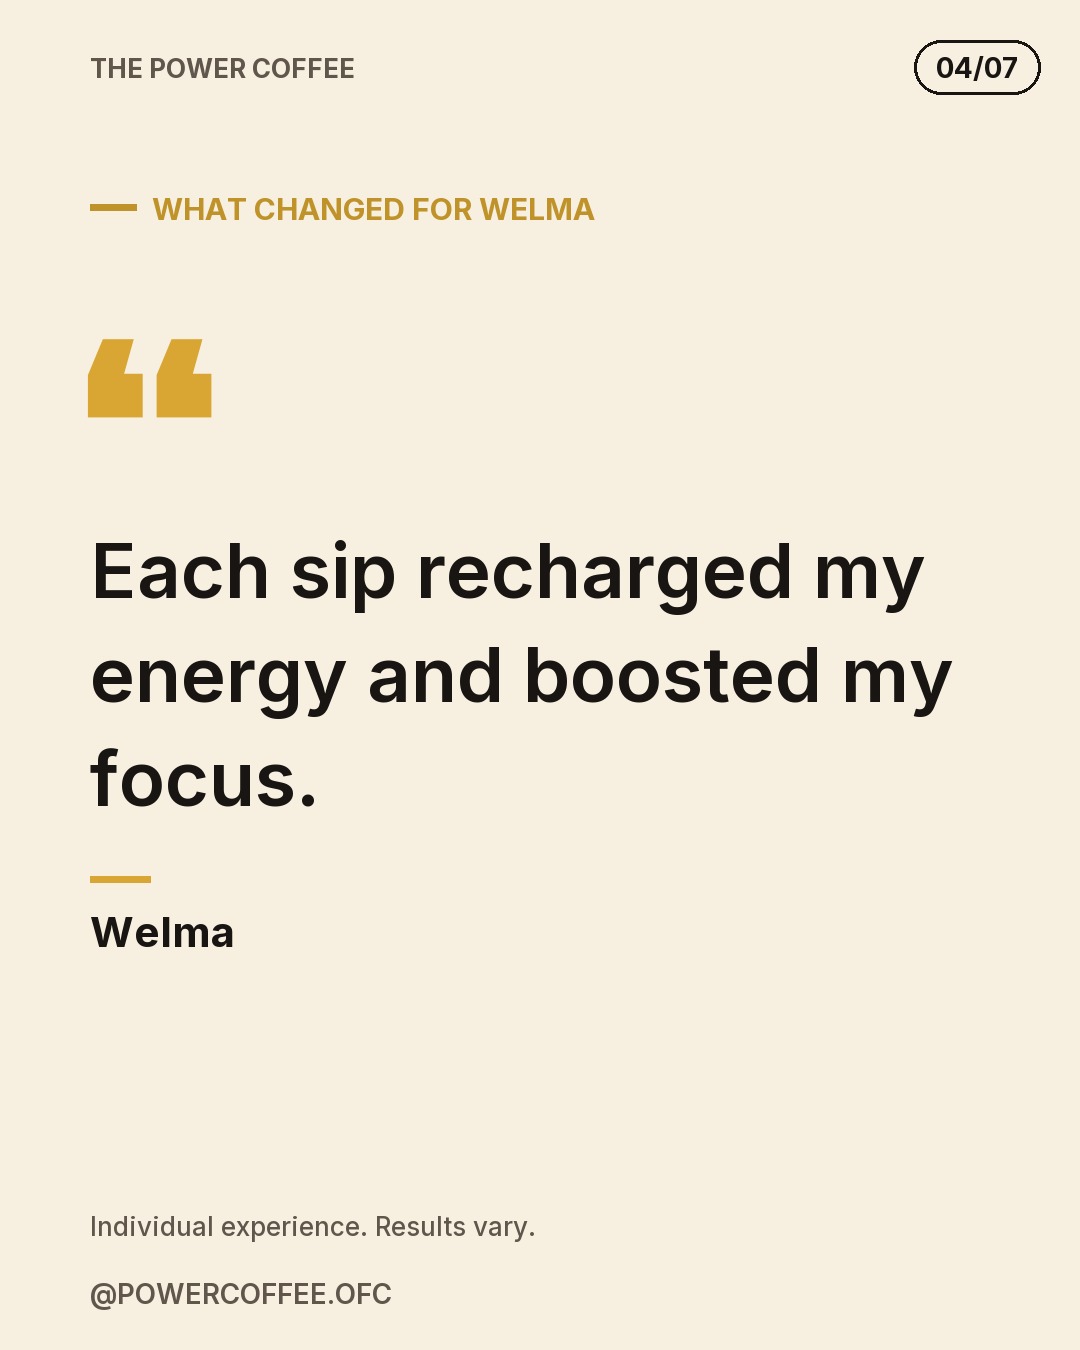 THE POWER COFFEE
04/07
WHAT CHANGED FOR WELMA
“
Each sip recharged my
energy and boosted my
focus.
Welma
Individual experience. Results vary.
@POWERCOFFEE.OFC